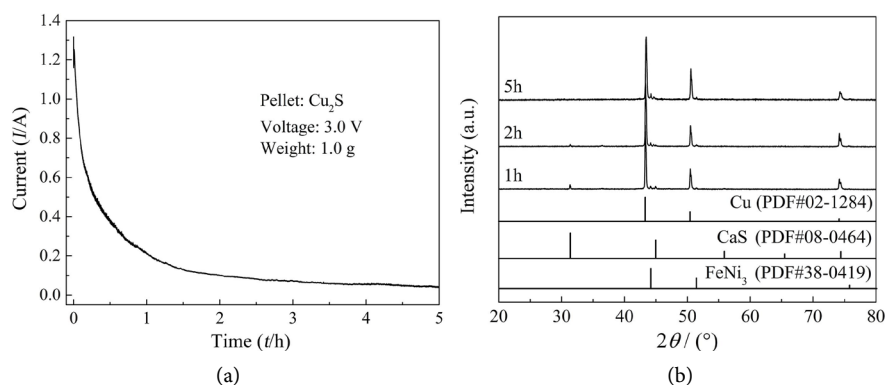 1.4
1.2
1.0
0.8
0.6
0.4
0.2
0.0
Current (I/A)
Pellet: Cu₂S
Voltage: 3.0 V
Weight: 1.0 g
0 1 2 3 4 5
Time (t/h)
(a)
Intensity (a.u.)
5h
2h
1h
Cu (PDF#02-1284)
CaS (PDF#08-0464)
FeNi₃ (PDF#38-0419)
20 30 40 50 60 70 80
2θ / (°)
(b)